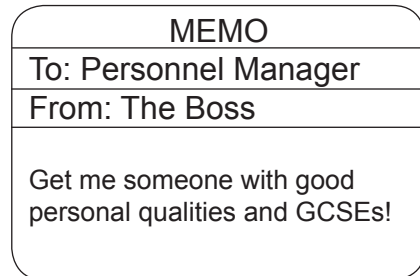 MEMO
To: Personnel Manager
From: The Boss
Get me someone with good
personal qualities and GCSEs!